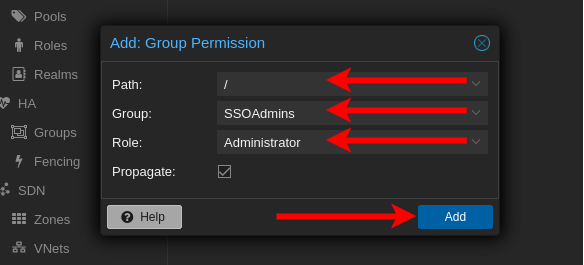 Pools
Roles
Realms
HA
Groups
Fencing
SDN
Zones
VNets
Add: Group Permission
Path: /
Group: SSOAdmins
Role: Administrator
Propagate:
Help
Add